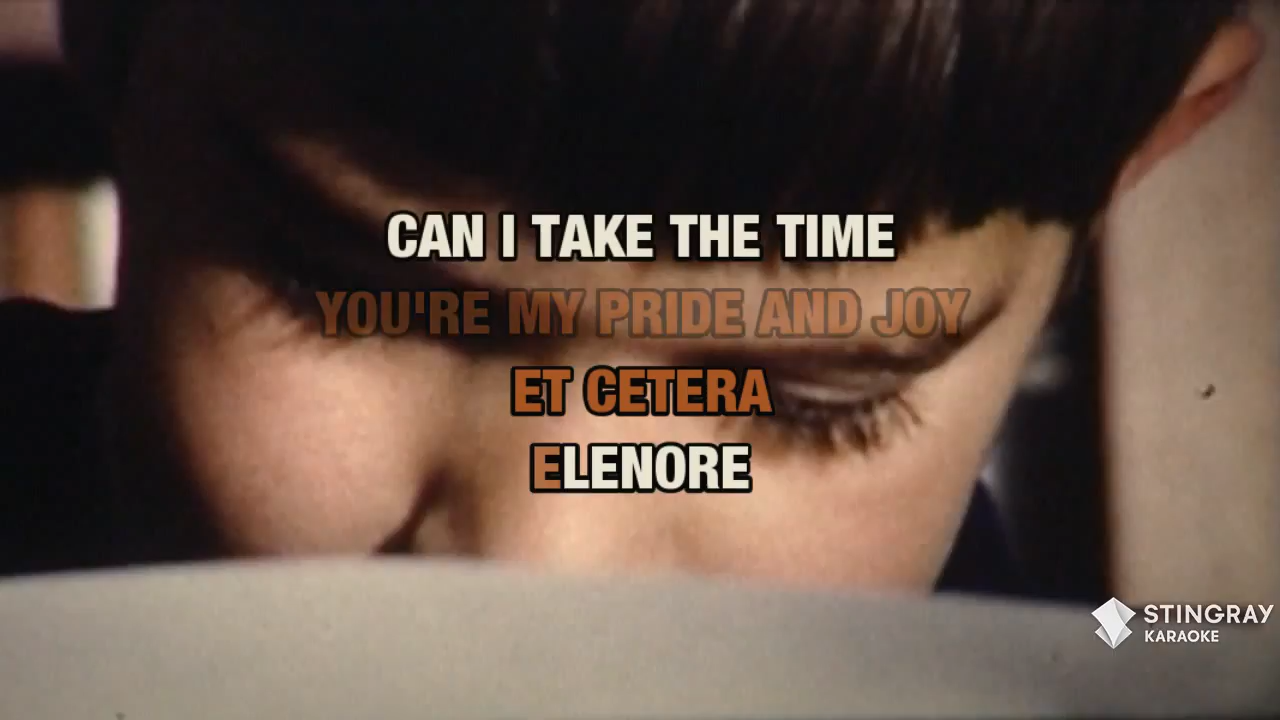 CAN I TAKE THE TIME
YOU'RE MY PRIDE AND JOY
ET CETERA
ELENORE
STINGRAY
KARAOKE